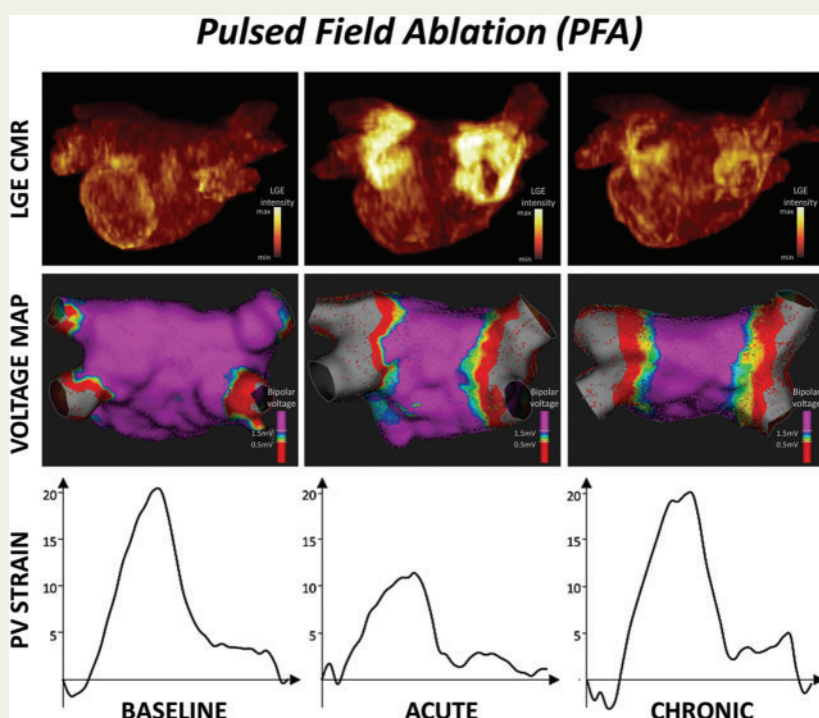 Pulsed Field Ablation (PFA)
LGE CMR
LGE
intensity
max
min
LGE
intensity
max
min
LGE
intensity
max
min
VOLTAGE MAP
Bipolar
voltage
1.5mV
0.5mV
Bipolar
voltage
1.5mV
0.5mV
Bipolar
voltage
1.5mV
0.5mV
PV STRAIN
20
15
10
5
20
15
10
5
20
15
10
5
BASELINE
ACUTE
CHRONIC